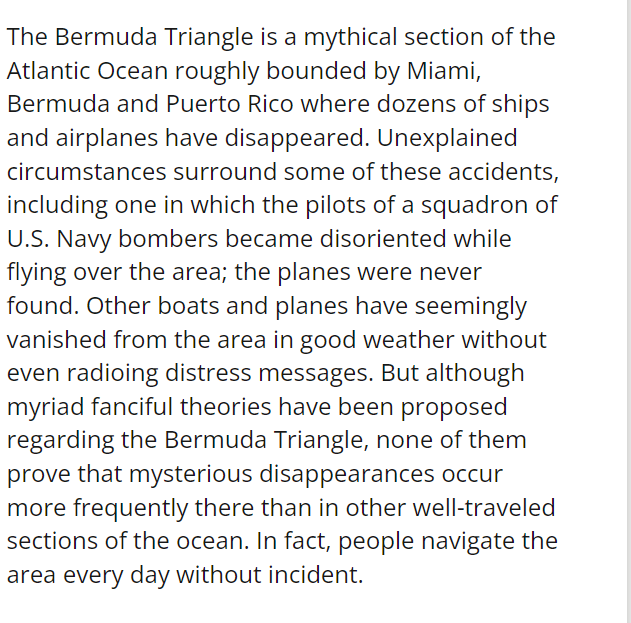 The Bermuda Triangle is a mythical section of the
Atlantic Ocean roughly bounded by Miami,
Bermuda and Puerto Rico where dozens of ships
and airplanes have disappeared. Unexplained
circumstances surround some of these accidents,
including one in which the pilots of a squadron of
U.S. Navy bombers became disoriented while
flying over the area; the planes were never
found. Other boats and planes have seemingly
vanished from the area in good weather without
even radioing distress messages. But although
myriad fanciful theories have been proposed
regarding the Bermuda Triangle, none of them
prove that mysterious disappearances occur
more frequently there than in other well-traveled
sections of the ocean. In fact, people navigate the
area every day without incident.